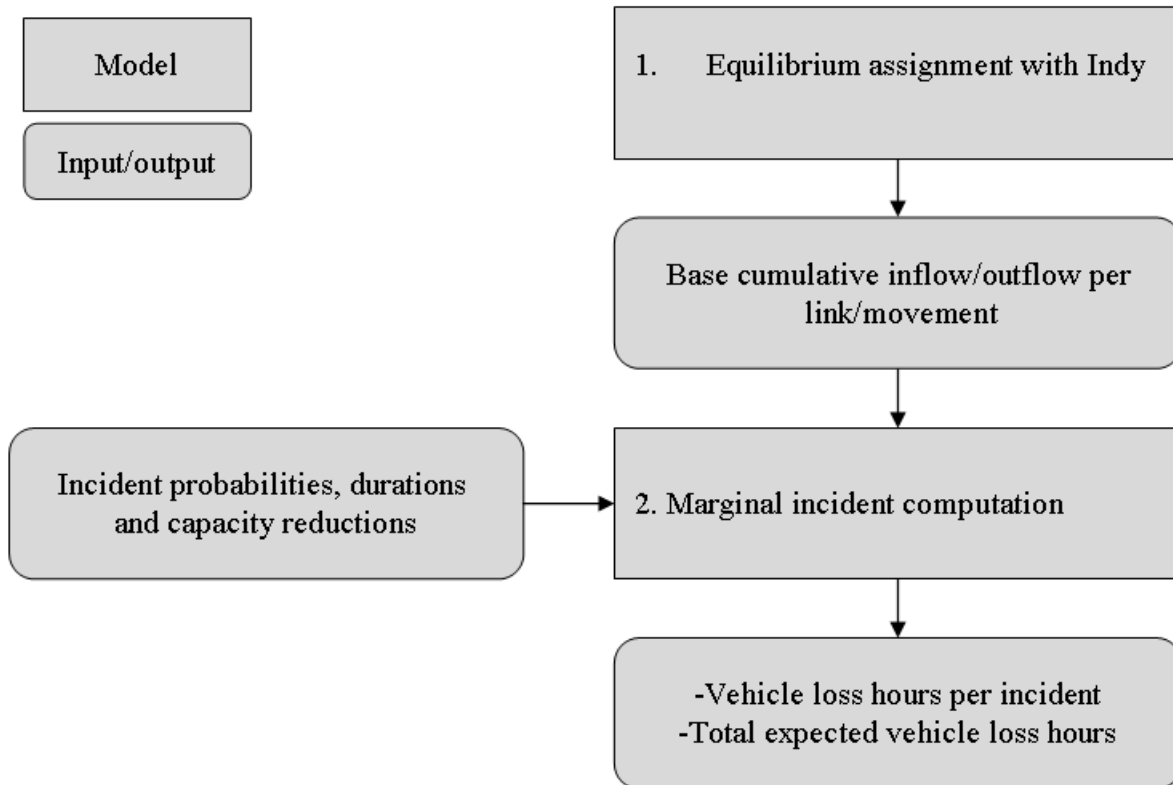 Model
Input/output
1. Equilibrium assignment with Indy
Base cumulative inflow/outflow per
link/movement
Incident probabilities, durations
and capacity reductions
2. Marginal incident computation
-Vehicle loss hours per incident
-Total expected vehicle loss hours